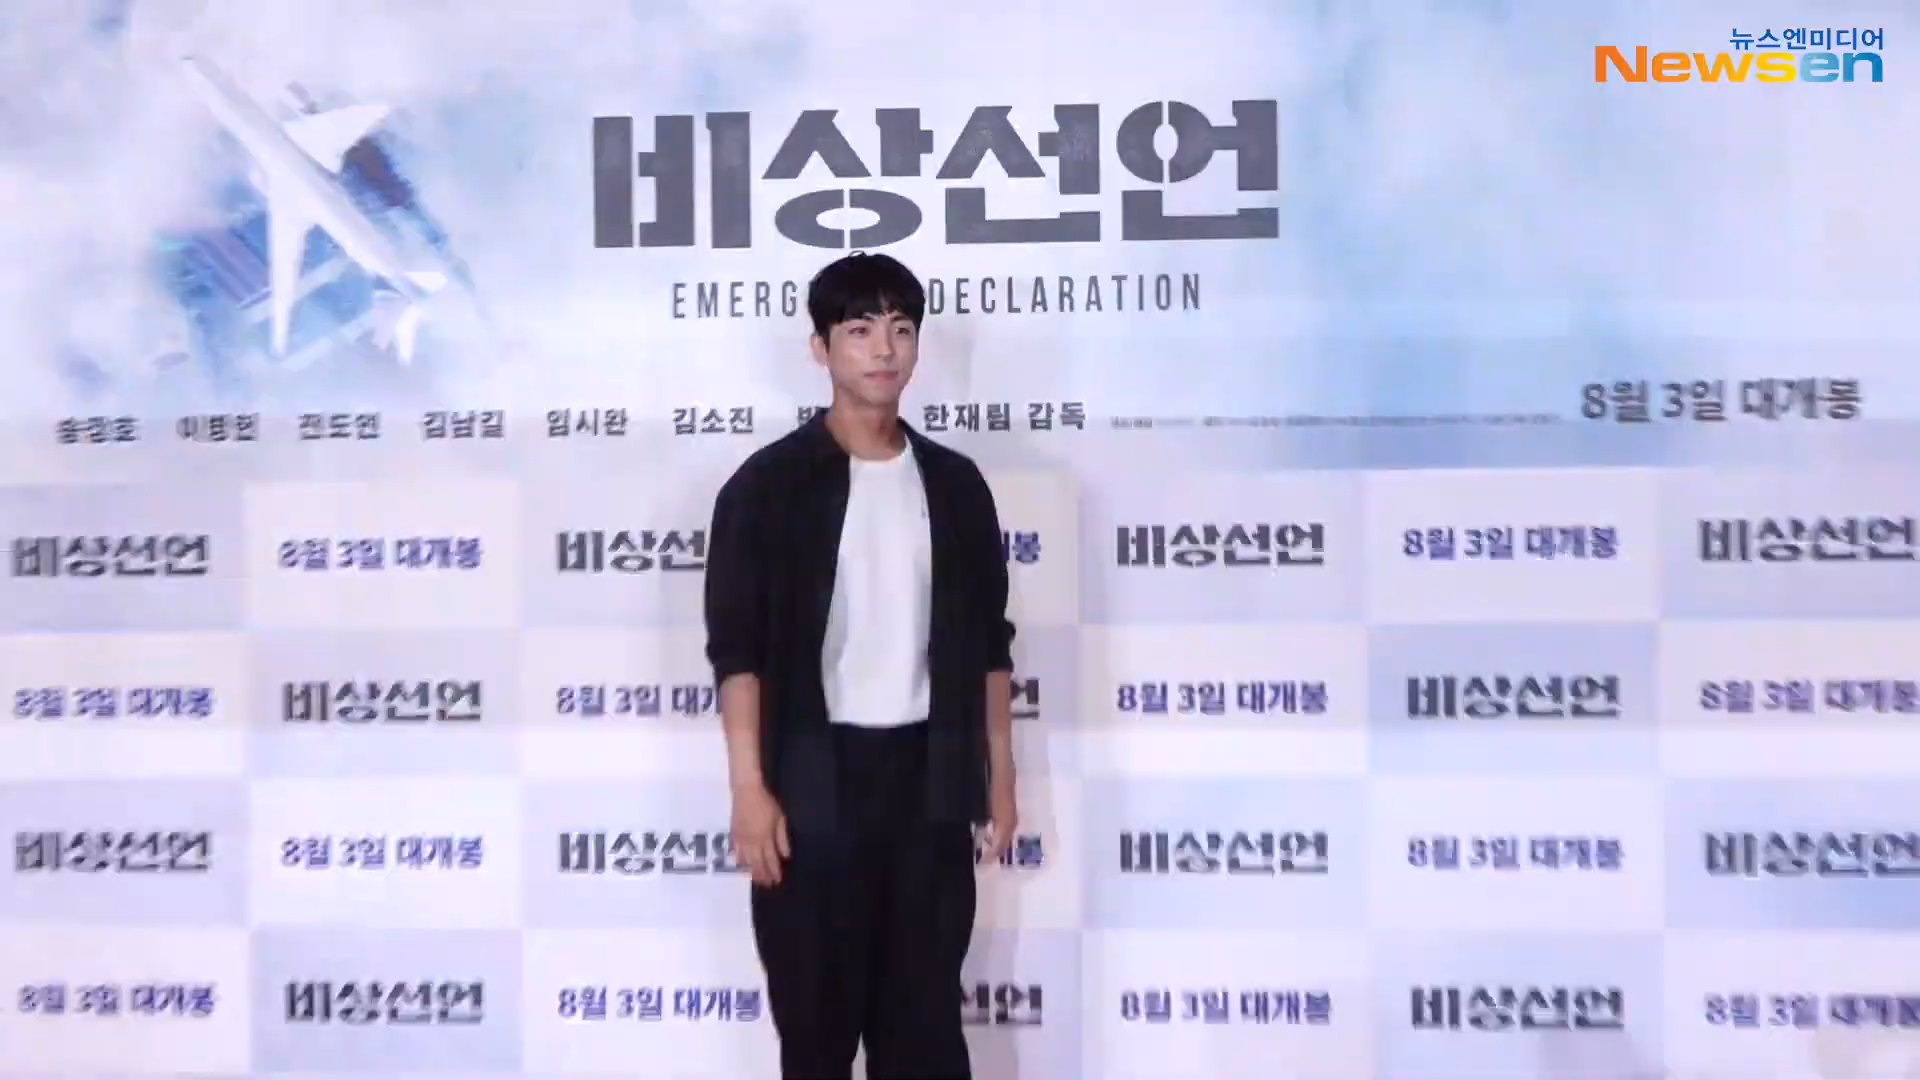 뉴스엔미디어
Newsen
비상선언
EMERG DECLARATION
송강호 이병헌 전도연 김남길 임시완 김소진 한재림 감독
8월 3일 대개봉
비상선언 8월 3일 대개봉 비상선 봉 비상선언 8월 3일 대개봉 비상선언
8월 3일 대개봉 비상선언 8월 3일 대개 언 8월 3일 대개봉 비상선언 8월 3일 대개봉
비상선언 8월 3일 대개봉 비상선언 개봉 비상선언 8월 3일 대개봉 비상선언
8월 3일 대개봉 비상선언 8월 3일 대개봉 선언 8월 3일 대개봉 비상선언 8월 3일 대개봉